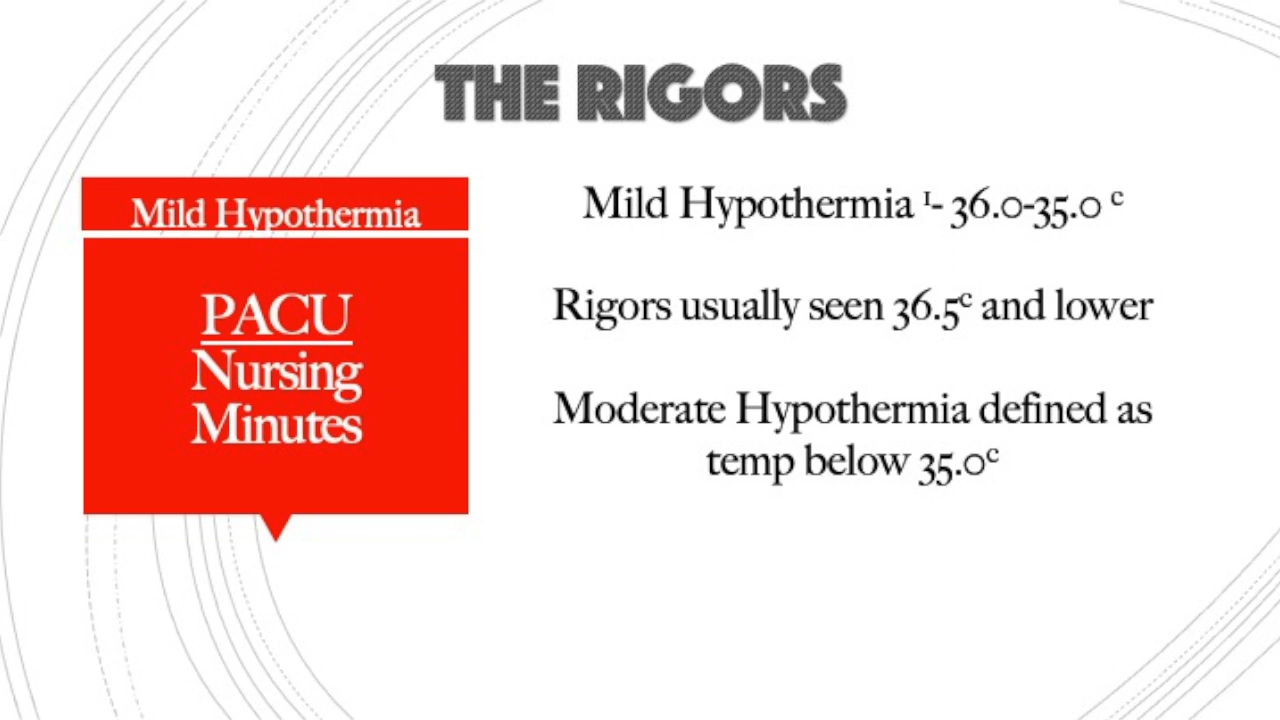 THE RIGORS
Mild Hypothermia
PACU
Nursing
Minutes
Mild Hypothermia ¹- 36.0-35.0 ᶜ
Rigors usually seen 36.5ᶜ and lower
Moderate Hypothermia defined as
temp below 35.0ᶜ